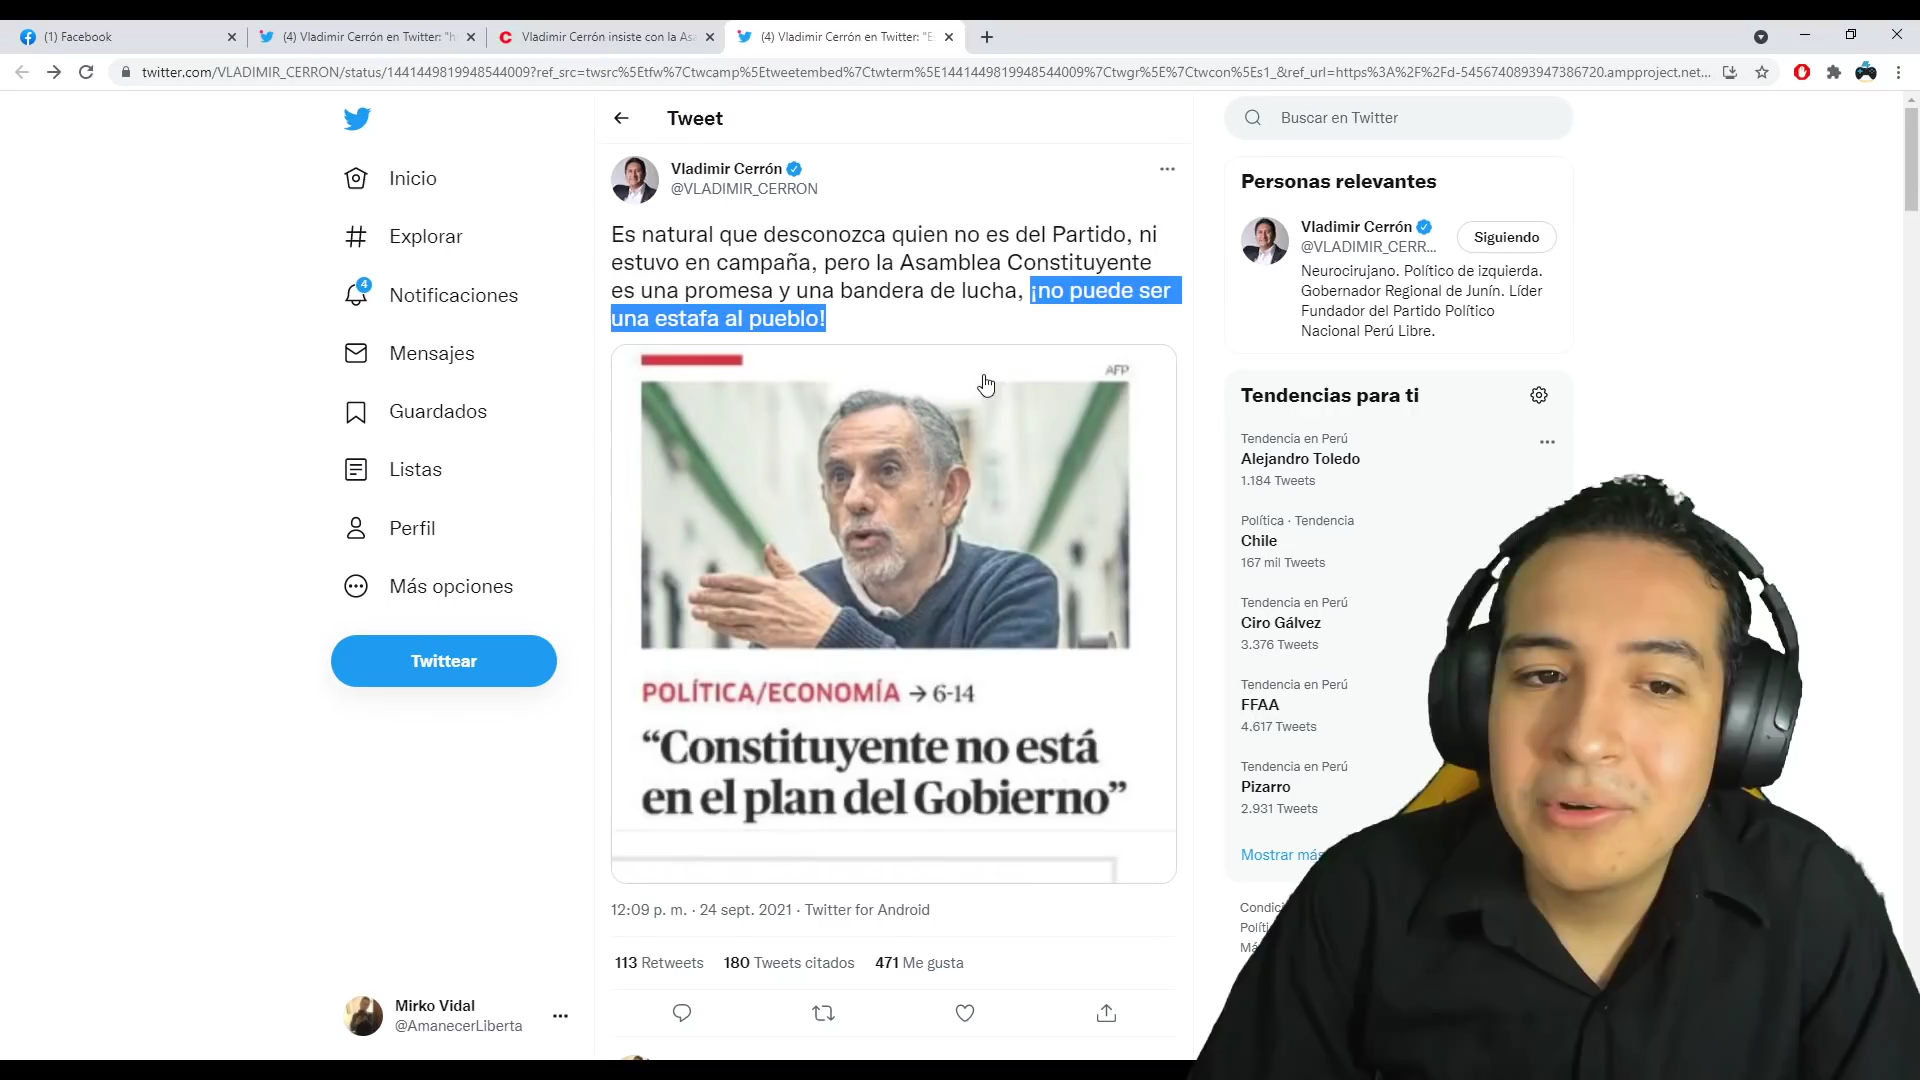 (1) Facebook
(4) Vladimir Cerrón en Twitter: "h
Vladimir Cerrón insiste con la Asa
(4) Vladimir Cerrón en Twitter: "E
twitter.com/VLADIMIR_CERRON/status/1441449819948544009?ref_src=twsrc%5Etfw%7Ctwcamp%5Etweetembed%7Ctwterm%5E1441449819948544009%7Ctwgr%5E%7Ctwcon%5Es1_&ref_url=https%3A%2F%2Fd-5456740893947386720.ampproject.net...
Inicio
Explorar
4
Notificaciones
Mensajes
Guardados
Listas
Perfil
Más opciones
Twittear
Mirko Vidal
@AmanecerLiberta
Tweet
Vladimir Cerrón
@VLADIMIR_CERRON
Es natural que desconozca quien no es del Partido, ni
estuvo en campaña, pero la Asamblea Constituyente
es una promesa y una bandera de lucha, ¡no puede ser
una estafa al pueblo!
AFP
POLÍTICA/ECONOMÍA → 6-14
“Constituyente no está
en el plan del Gobierno”
12:09 p. m. · 24 sept. 2021 · Twitter for Android
113 Retweets 180 Tweets citados 471 Me gusta
Buscar en Twitter
Personas relevantes
Vladimir Cerrón
@VLADIMIR_CERR...
Siguiendo
Neurocirujano. Político de izquierda.
Gobernador Regional de Junín. Líder
Fundador del Partido Político
Nacional Perú Libre.
Tendencias para ti
Tendencia en Perú
Alejandro Toledo
1.184 Tweets
Política · Tendencia
Chile
167 mil Tweets
Tendencia en Perú
Ciro Gálvez
3.376 Tweets
Tendencia en Perú
FFAA
4.617 Tweets
Tendencia en Perú
Pizarro
2.931 Tweets
Mostrar más